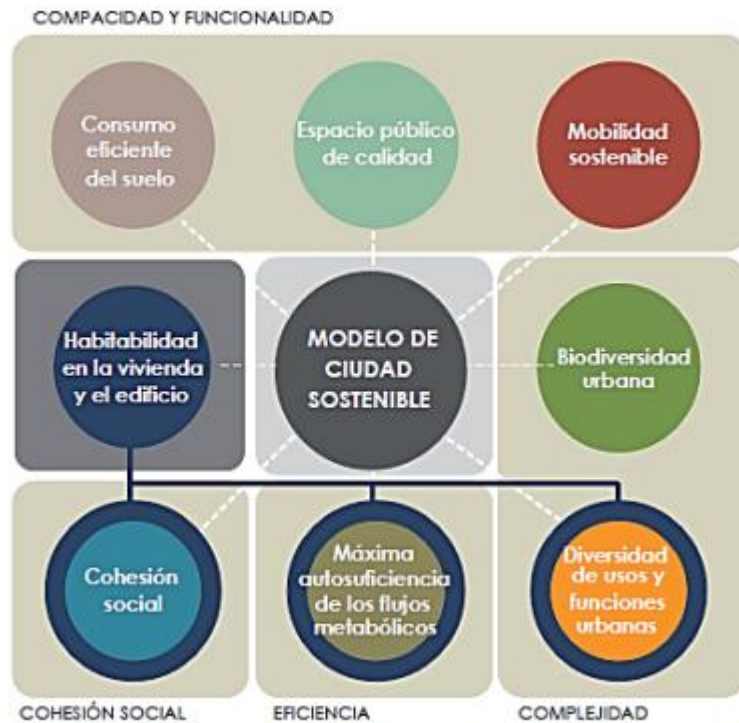 COMPACIDAD Y FUNCIONALIDAD
Consumo
eficiente
del suelo
Espacio público
de calidad
Mobilidad
sostenible
Habitabilidad
en la vivienda
y el edificio
MODELO DE
CIUDAD
SOSTENIBLE
Biodiversidad
urbana
Cohesión
social
Máxima
autosuficiencia
de los flujos
metabólicos
Diversidad
de usos y
funciones
urbanas
COHESIÓN SOCIAL
EFICIENCIA
COMPLEJIDAD